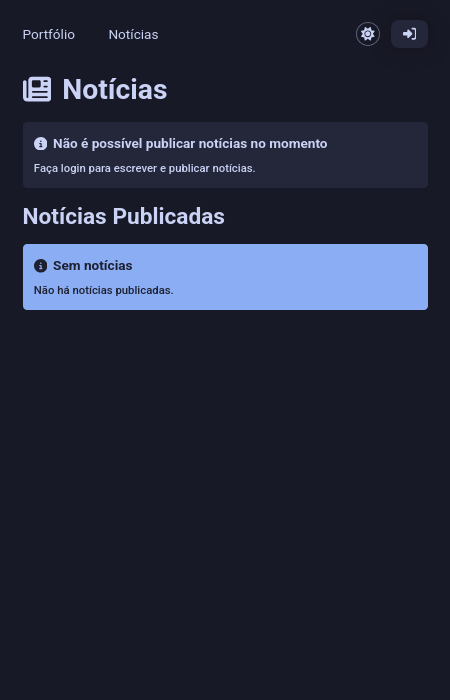 Portfólio Notícias
Notícias
Não é possível publicar notícias no momento
Faça login para escrever e publicar notícias.
Notícias Publicadas
Sem notícias
Não há notícias publicadas.